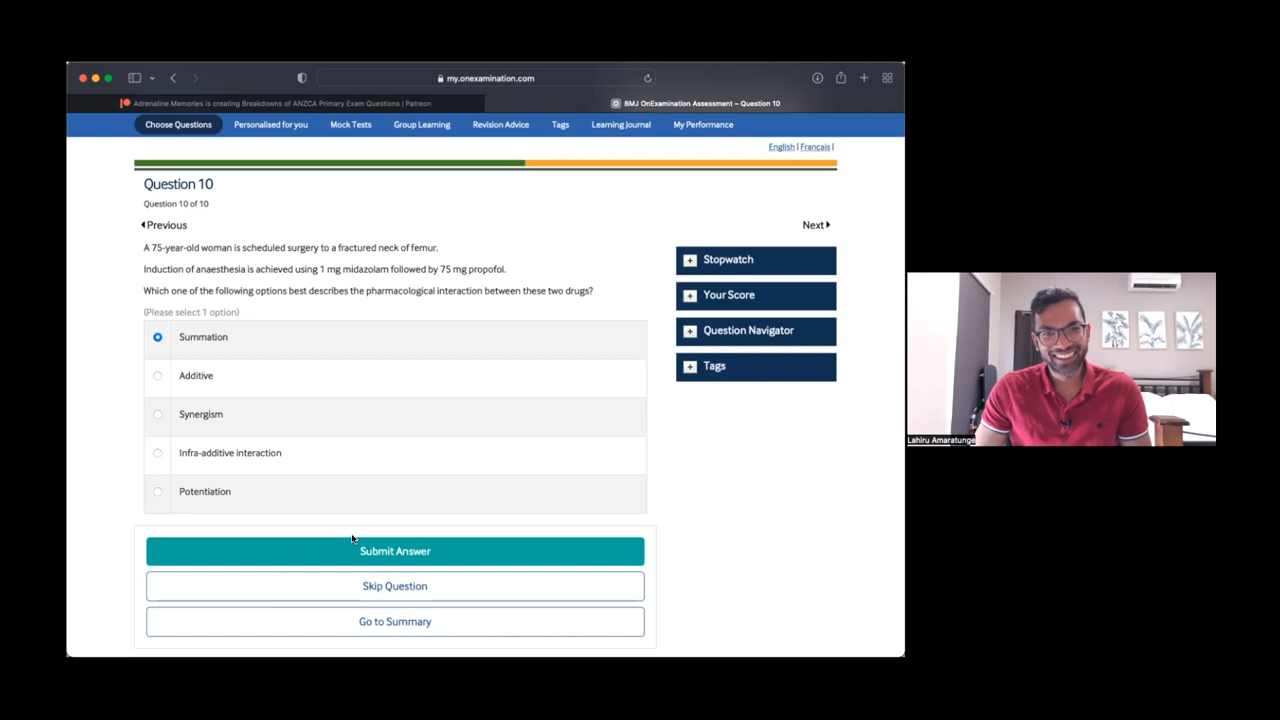 my.onexamination.com
Adrenaline Memories is creating Breakdowns of ANZCA Primary Exam Questions | Patreon
BMJ OnExamination Assessment – Question 10
Choose Questions
Personalised for you
Mock Tests
Group Learning
Revision Advice
Tags
Learning Journal
My Performance
English | Français |
Question 10
Question 10 of 10
Previous
Next
A 75-year-old woman is scheduled surgery to a fractured neck of femur.
Induction of anaesthesia is achieved using 1 mg midazolam followed by 75 mg propofol.
Which one of the following options best describes the pharmacological interaction between these two drugs?
(Please select 1 option)
Summation
Additive
Synergism
Infra-additive interaction
Potentiation
Submit Answer
Skip Question
Go to Summary
Stopwatch
Your Score
Question Navigator
Tags
Lahiru Amaratunge